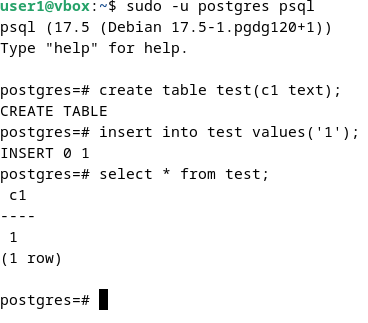 user1@vbox:~$ sudo -u postgres psql
psql (17.5 (Debian 17.5-1.pgdg120+1))
Type "help" for help.

postgres=# create table test(c1 text);
CREATE TABLE
postgres=# insert into test values('1');
INSERT 0 1
postgres=# select * from test;
 c1
----
 1
(1 row)

postgres=#